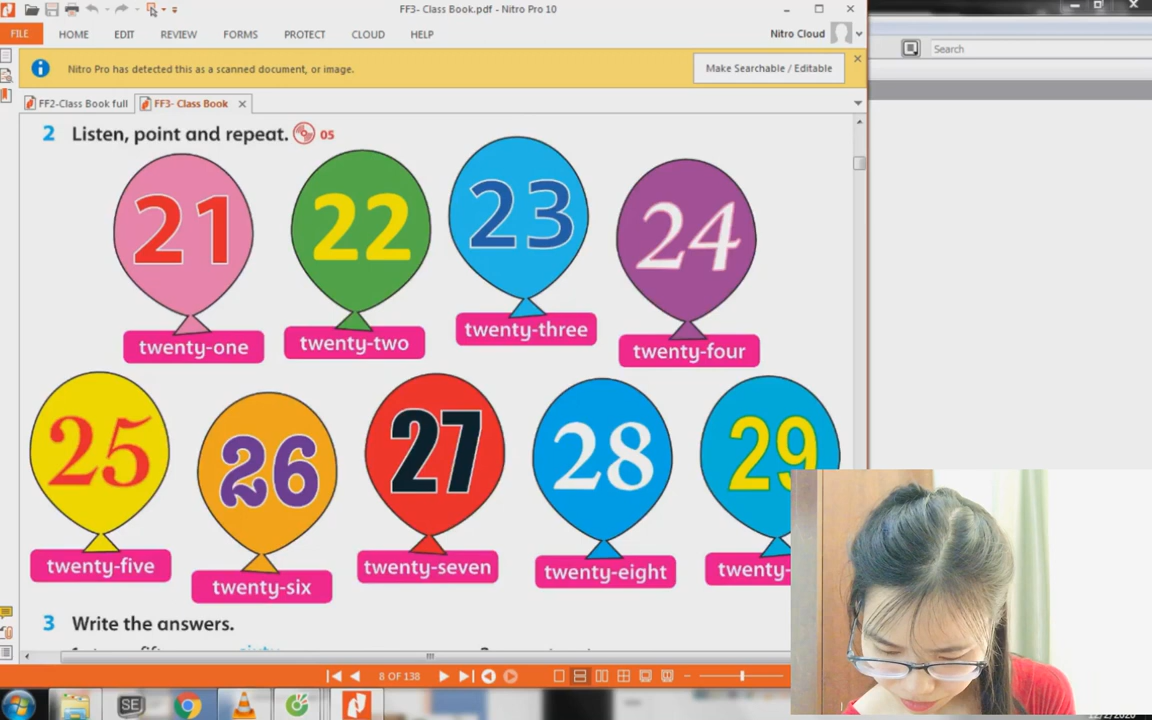 FF3- Class Book.pdf - Nitro Pro 10
FILE HOME EDIT REVIEW FORMS PROTECT CLOUD HELP Nitro Cloud
Search
Nitro Pro has detected this as a scanned document, or image. Make Searchable / Editable
FF2-Class Book full FF3- Class Book
2 Listen, point and repeat. 05
21 22 23 24
twenty-one twenty-two twenty-three twenty-four
25 26 27 28 29
twenty-five twenty-six twenty-seven twenty-eight twenty-
3 Write the answers.
8 OF 138
SE